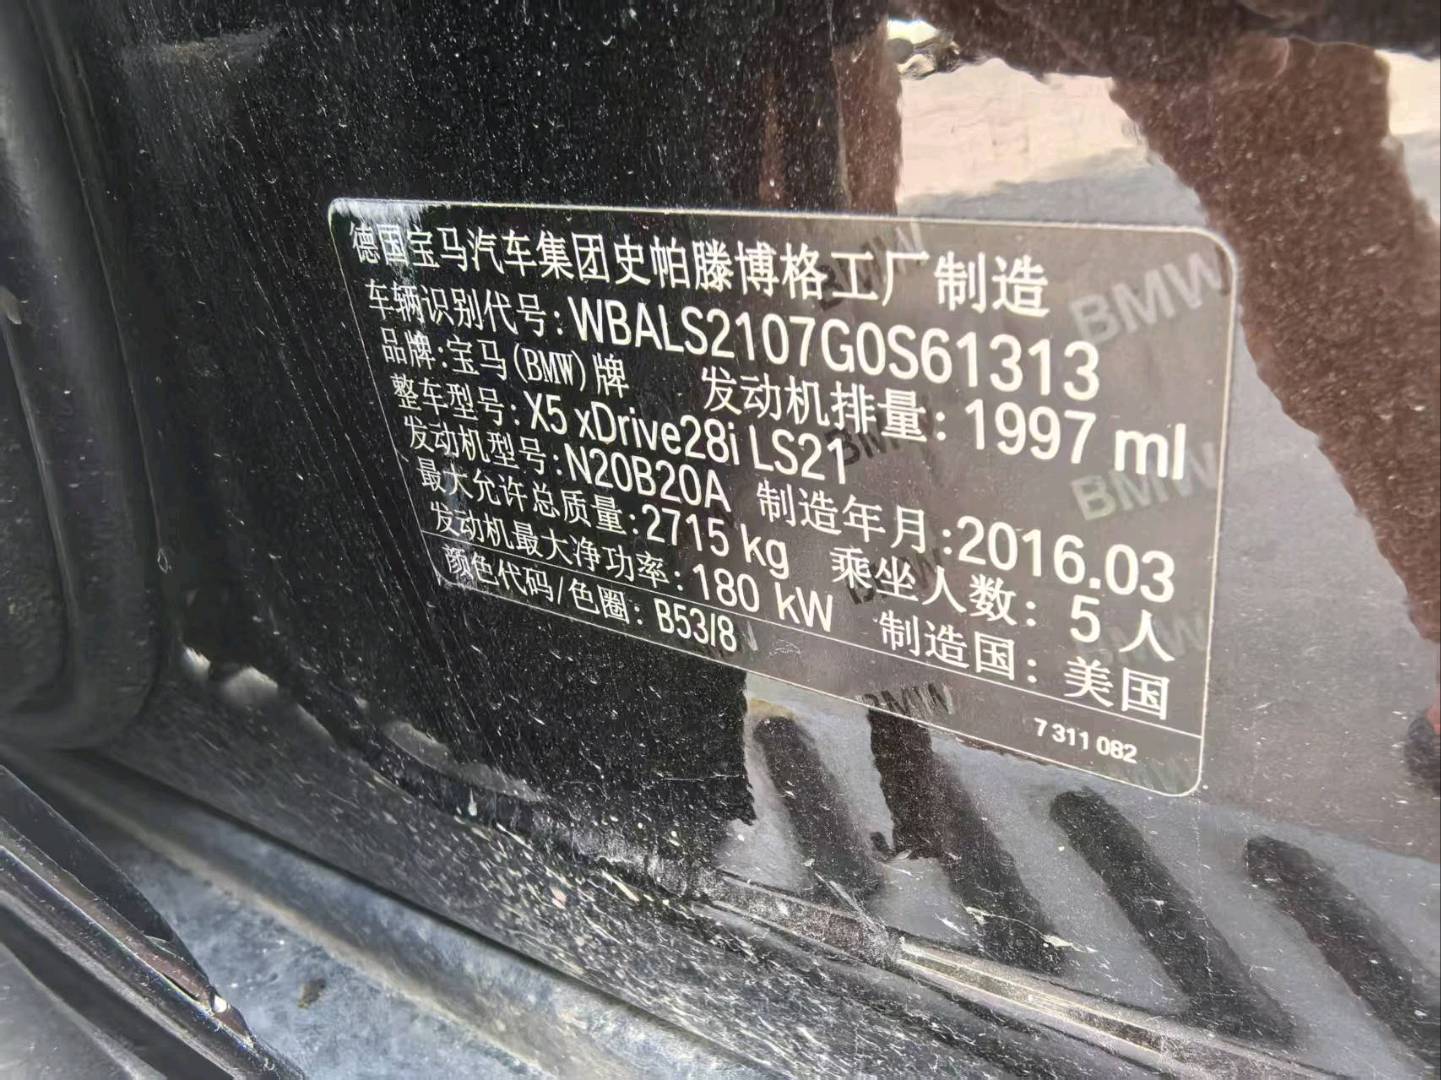 德国宝马汽车集团史帕滕博格工厂制造
车辆识别代号:WBALS2107G0S61313
品牌:宝马(BMW)牌 发动机排量:1997 ml
整车型号:X5 xDrive28i LS21
发动机型号:N20B20A 制造年月:2016.03
最大允许总质量:2715 kg 乘坐人数:5人
发动机最大净功率:180 kW 制造国:美国
颜色代码/色圈:B53/8
7 311 082
BMW
BMW
BMW
BMW
BMW